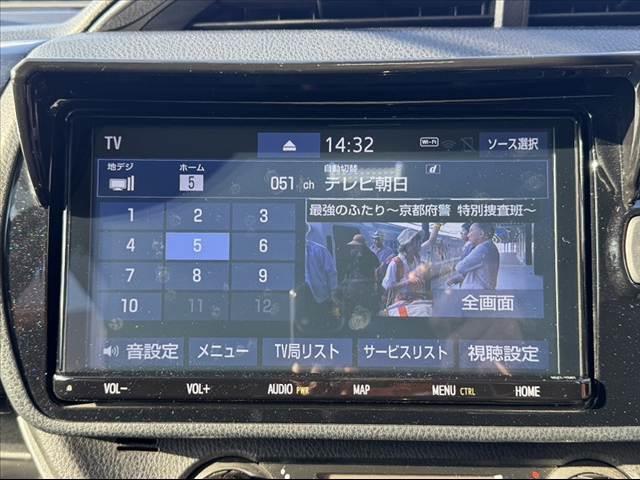 TV 14:32 Wi-Fi ソース選択
地デジ ホーム 自動切替 d
5 051 ch テレビ朝日
1 2 3 最強のふたり～京都府警 特別捜査班～
4 5 6
7 8 9
10 11 12 全画面
音設定 メニュー TV局リスト サービスリスト 視聴設定
VOL− VOL+ AUDIO PWR MAP MENU CTRL HOME